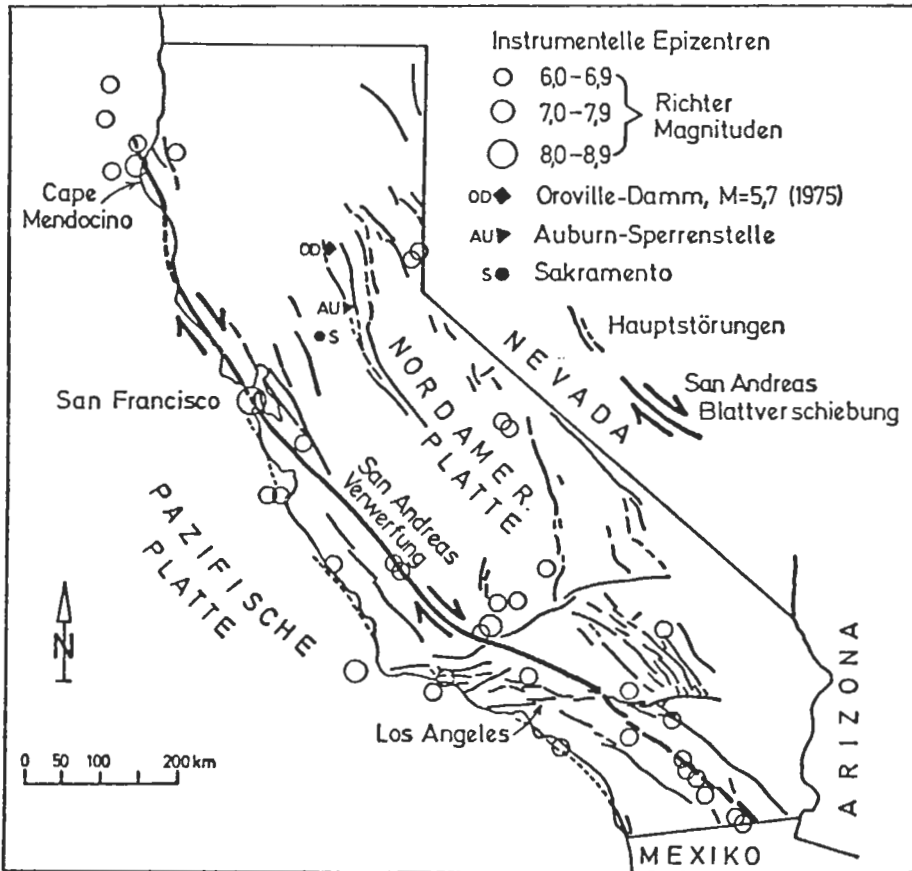 Instrumentelle Epizentren
6,0–6,9
7,0–7,9
8,0–8,9
Richter
Magnituden
OD Oroville-Damm, M=5,7 (1975)
AU Auburn-Sperrenstelle
S Sakramento
Hauptstörungen
San Andreas
Blattverschiebung
Cape
Mendocino
OD
AU
S
San Francisco
NEVADA
NORDAMER.
PLATTE
San Andreas
Verwerfung
PAZIFISCHE
PLATTE
N
Los Angeles
0 50 100 200 km
ARIZONA
MEXIKO